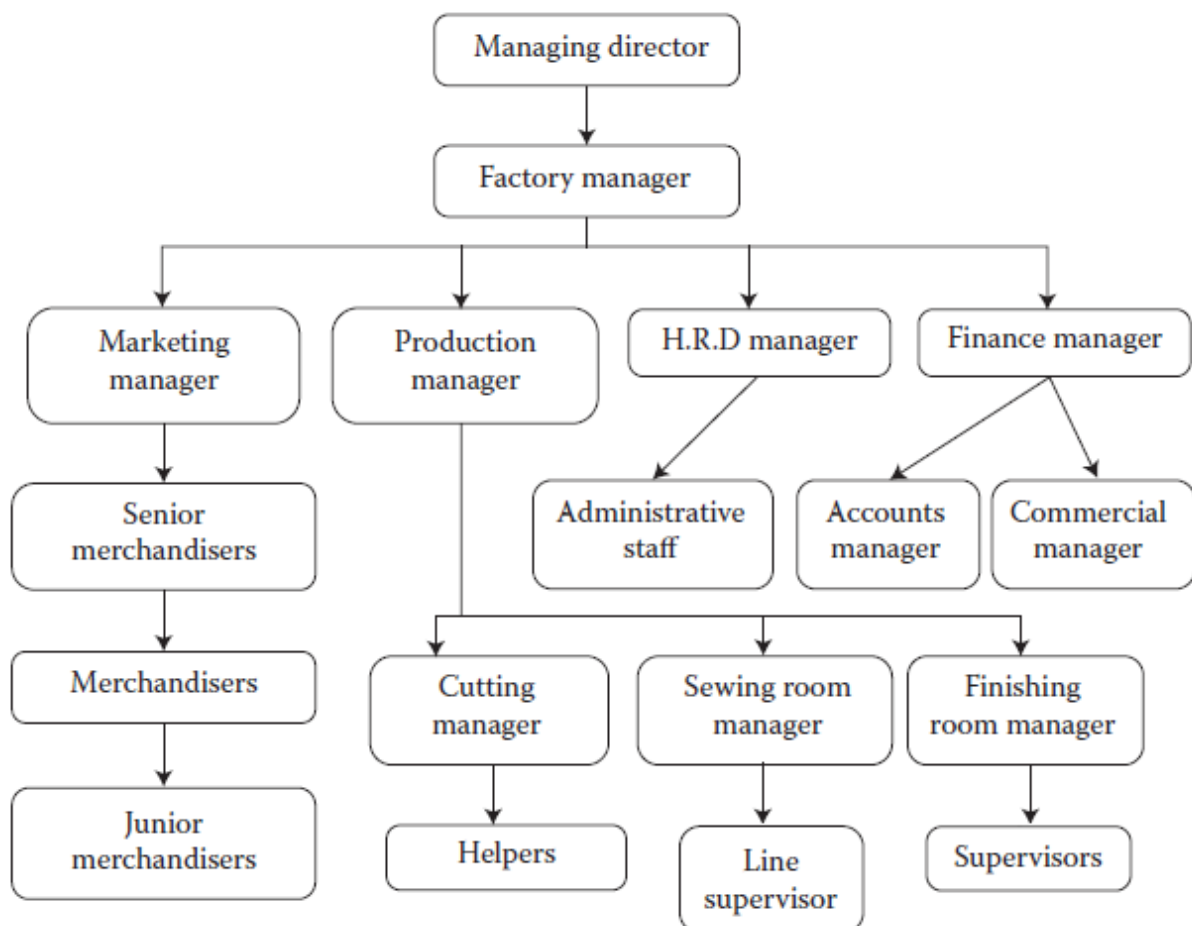 Managing director
Factory manager
Marketing
manager
Production
manager
H.R.D manager
Finance manager
Senior
merchandisers
Administrative
staff
Accounts
manager
Commercial
manager
Merchandisers
Cutting
manager
Sewing room
manager
Finishing
room manager
Junior
merchandisers
Helpers
Line
supervisor
Supervisors